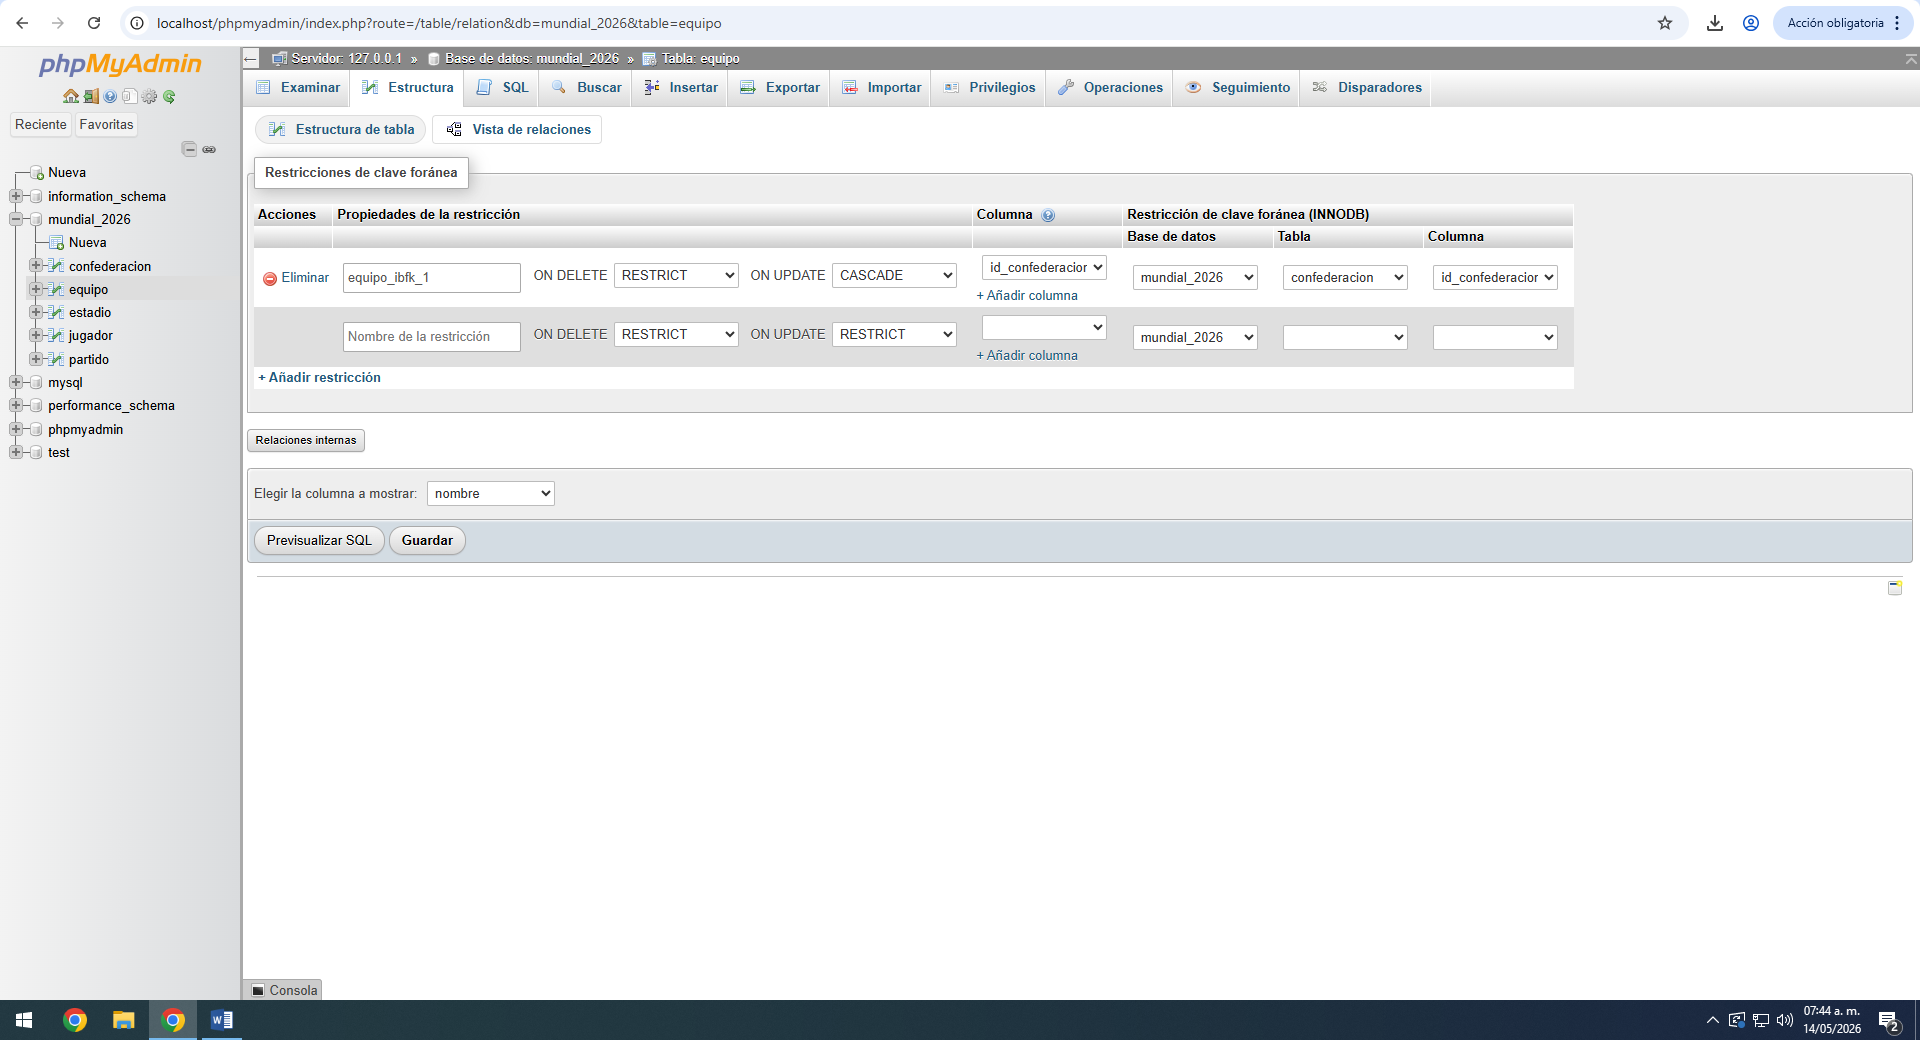 localhost/phpmyadmin/index.php?route=/table/relation&db=mundial_2026&table=equipo
Acción obligatoria
phpMyAdmin
Reciente
Favoritas
Nueva
information_schema
mundial_2026
Nueva
confederacion
equipo
estadio
jugador
partido
mysql
performance_schema
phpmyadmin
test
Servidor: 127.0.0.1 » Base de datos: mundial_2026 » Tabla: equipo
Examinar Estructura SQL Buscar Insertar Exportar Importar Privilegios Operaciones Seguimiento Disparadores
Estructura de tabla Vista de relaciones
Restricciones de clave foránea
Acciones Propiedades de la restricción Columna Restricción de clave foránea (INNODB)
Base de datos Tabla Columna
Eliminar equipo_ibfk_1 ON DELETE RESTRICT ON UPDATE CASCADE id_confederacion mundial_2026 confederacion id_confederacion
+ Añadir columna
Nombre de la restricción ON DELETE RESTRICT ON UPDATE RESTRICT mundial_2026
+ Añadir columna
+ Añadir restricción
Relaciones internas
Elegir la columna a mostrar: nombre
Previsualizar SQL Guardar
Consola
07:44 a. m.
14/05/2026
2